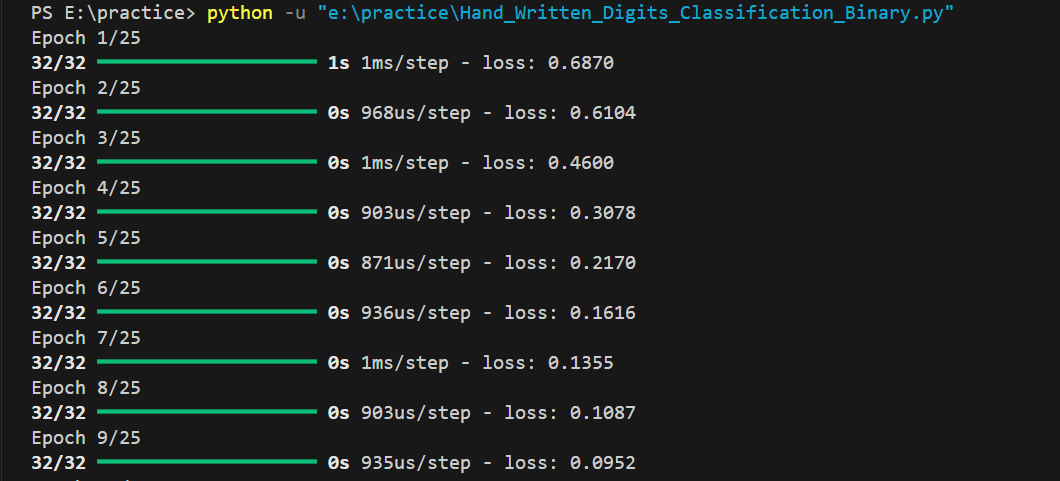 PS E:\practice> python -u "e:\practice\Hand_Written_Digits_Classification_Binary.py"
Epoch 1/25
32/32 1s 1ms/step - loss: 0.6870
Epoch 2/25
32/32 0s 968us/step - loss: 0.6104
Epoch 3/25
32/32 0s 1ms/step - loss: 0.4600
Epoch 4/25
32/32 0s 903us/step - loss: 0.3078
Epoch 5/25
32/32 0s 871us/step - loss: 0.2170
Epoch 6/25
32/32 0s 936us/step - loss: 0.1616
Epoch 7/25
32/32 0s 1ms/step - loss: 0.1355
Epoch 8/25
32/32 0s 903us/step - loss: 0.1087
Epoch 9/25
32/32 0s 935us/step - loss: 0.0952